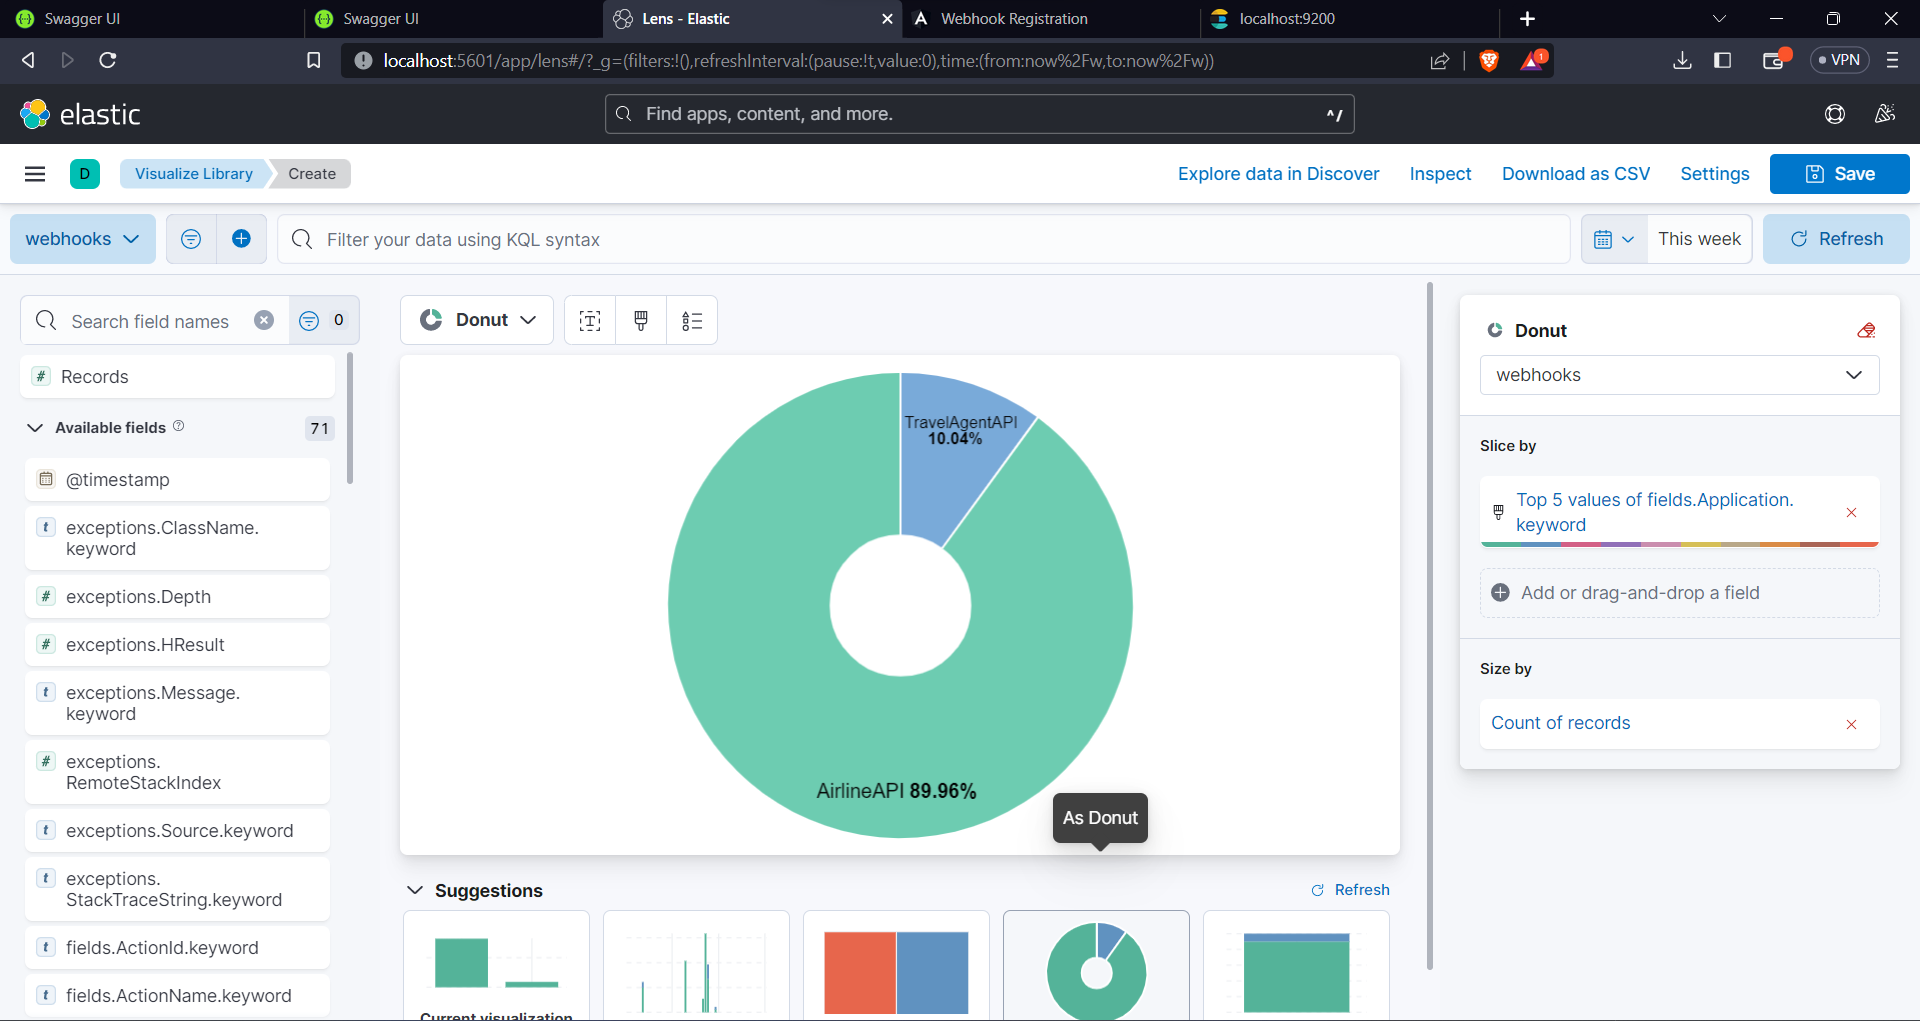 Swagger UI
Swagger UI
Lens - Elastic
Webhook Registration
localhost:9200
localhost:5601/app/lens#/?_g=(filters:!(),refreshInterval:(pause:!t,value:0),time:(from:now%2Fw,to:now%2Fw))
1
VPN
elastic
Find apps, content, and more.
^/
D
Visualize Library
Create
Explore data in Discover
Inspect
Download as CSV
Settings
Save
webhooks
Filter your data using KQL syntax
This week
Refresh
Search field names
0
# Records
Available fields
71
@timestamp
t exceptions.ClassName.
keyword
# exceptions.Depth
# exceptions.HResult
t exceptions.Message.
keyword
# exceptions.
RemoteStackIndex
t exceptions.Source.keyword
t exceptions.
StackTraceString.keyword
t fields.ActionId.keyword
t fields.ActionName.keyword
Donut
TravelAgentAPI
10.04%
AirlineAPI 89.96%
As Donut
Suggestions
Refresh
Current visualization
Donut
webhooks
Slice by
Top 5 values of fields.Application.
keyword
Add or drag-and-drop a field
Size by
Count of records